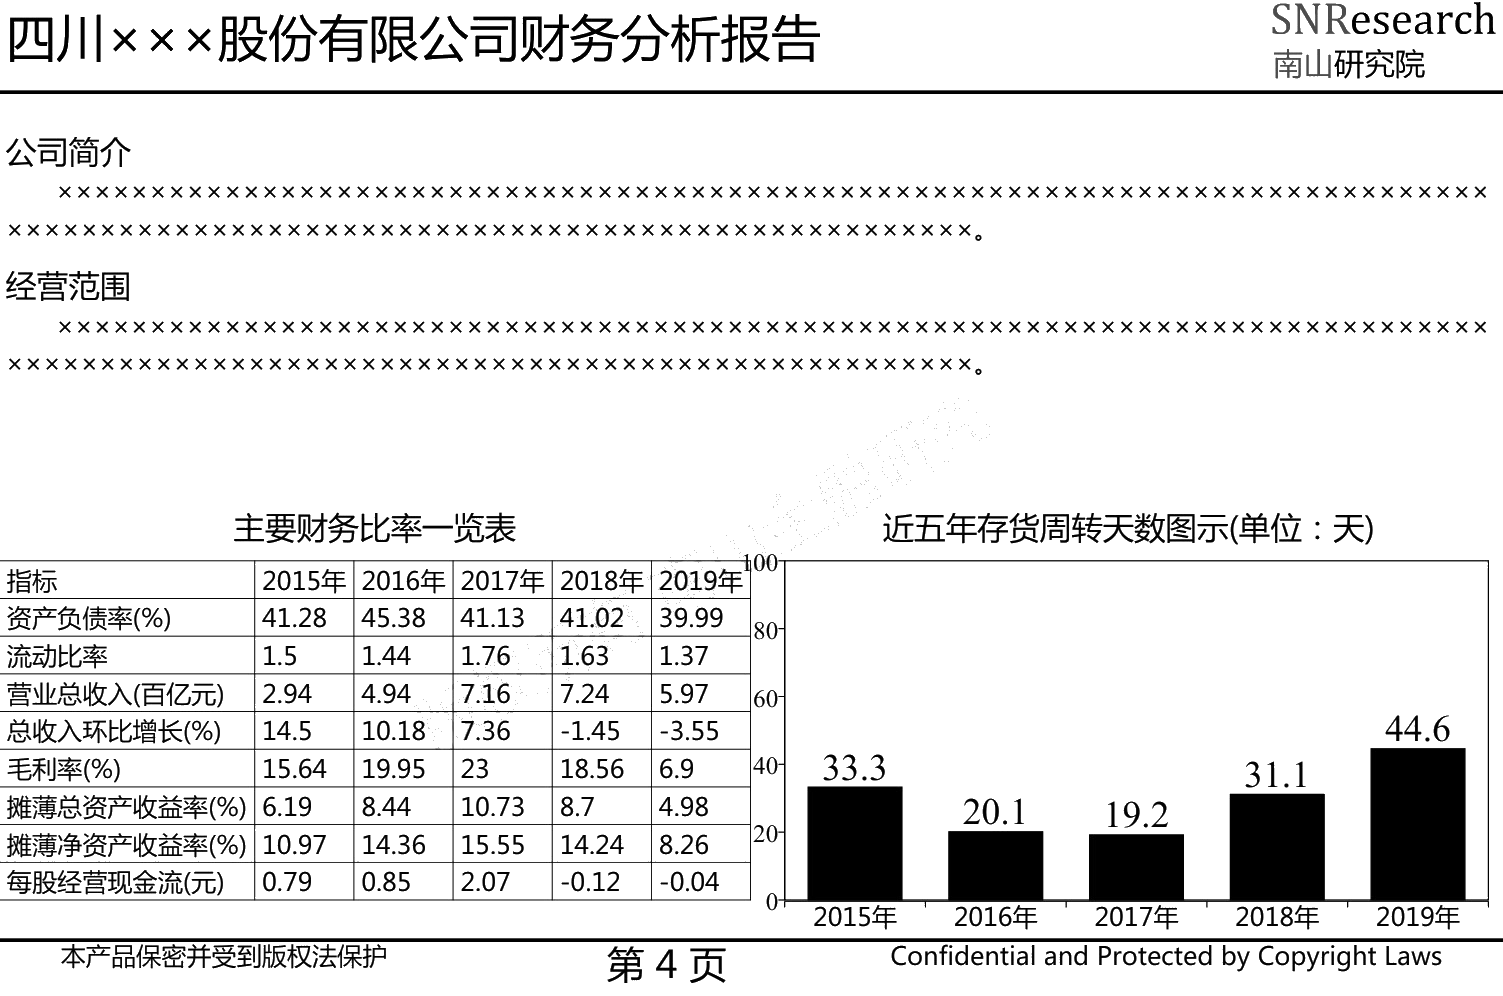 四川×××股份有限公司财务分析报告
SNResearch
南山研究院
公司简介
×××××××××××××××××××××××××××××××××××××××××××××××××××××××××××××××××××××××××××××
××××××××××××××××××××××××××××××××××××××××××××××××××××。
经营范围
×××××××××××××××××××××××××××××××××××××××××××××××××××××××××××××××××××××××××××××
××××××××××××××××××××××××××××××××××××××××××××××××××××。
主要财务比率一览表
指标 2015年 2016年 2017年 2018年 2019年
资产负债率(%) 41.28 45.38 41.13 41.02 39.99
流动比率 1.5 1.44 1.76 1.63 1.37
营业总收入(百亿元) 2.94 4.94 7.16 7.24 5.97
总收入环比增长(%) 14.5 10.18 7.36 -1.45 -3.55
毛利率(%) 15.64 19.95 23 18.56 6.9
摊薄总资产收益率(%) 6.19 8.44 10.73 8.7 4.98
摊薄净资产收益率(%) 10.97 14.36 15.55 14.24 8.26
每股经营现金流(元) 0.79 0.85 2.07 -0.12 -0.04
近五年存货周转天数图示(单位：天)
100
80
60
40
20
0
33.3 20.1 19.2 31.1 44.6
2015年 2016年 2017年 2018年 2019年
本产品保密并受到版权法保护
第 4 页
Confidential and Protected by Copyright Laws